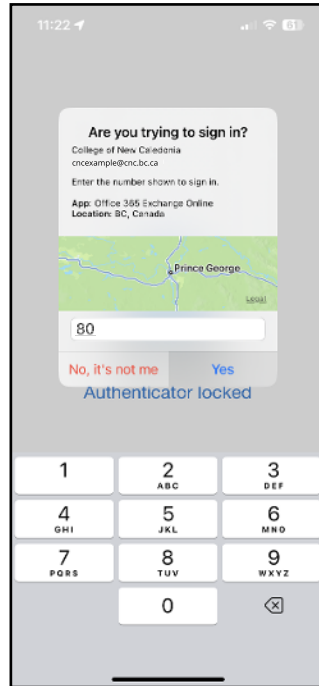 11:22
61
Are you trying to sign in?
College of New Caledonia
cncexample@cnc.bc.ca
Enter the number shown to sign in.
App: Office 365 Exchange Online
Location: BC, Canada
Prince George
Legal
80
No, it's not me Yes
Authenticator locked
1 2 3
ABC DEF
4 5 6
GHI JKL MNO
7 8 9
PQRS TUV WXYZ
0